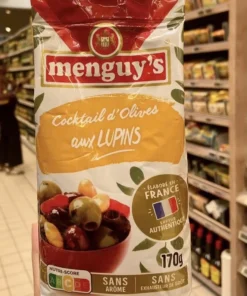 menguy's
Cocktail d'Olives
aux LUPINS
ÉLABORÉ EN
FRANCE
AUTHENTIQUE
170g
NUTRI-SCORE
SANS
ARÔME
SANS